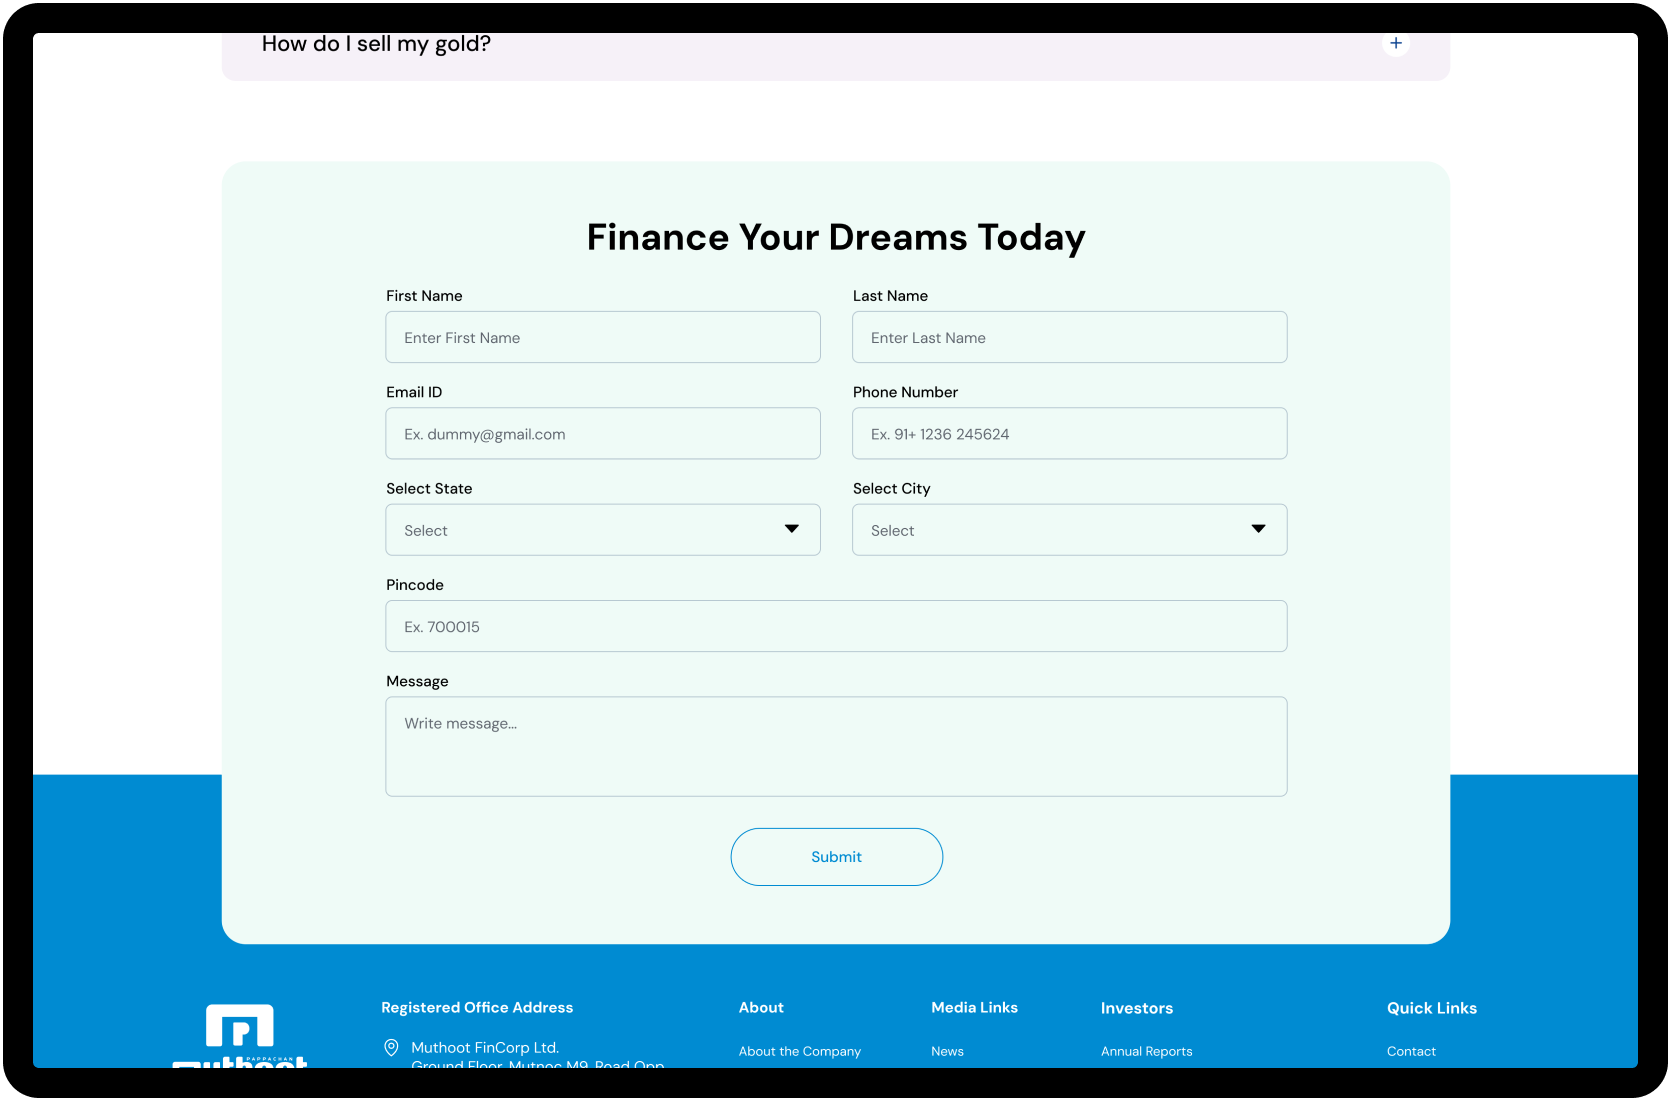 How do I sell my gold?
Finance Your Dreams Today
First Name
Last Name
Enter First Name
Enter Last Name
Email ID
Phone Number
Ex. dummy@gmail.com
Ex. 91+ 1236 245624
Select State
Select City
Select
Select
Pincode
Ex. 700015
Message
Write message...
Submit
PAPPACHAN
Muthoot
Registered Office Address
Muthoot FinCorp Ltd.
Ground Floor, Mutnoc M9, Road Opp
About
About the Company
Media Links
News
Investors
Annual Reports
Quick Links
Contact